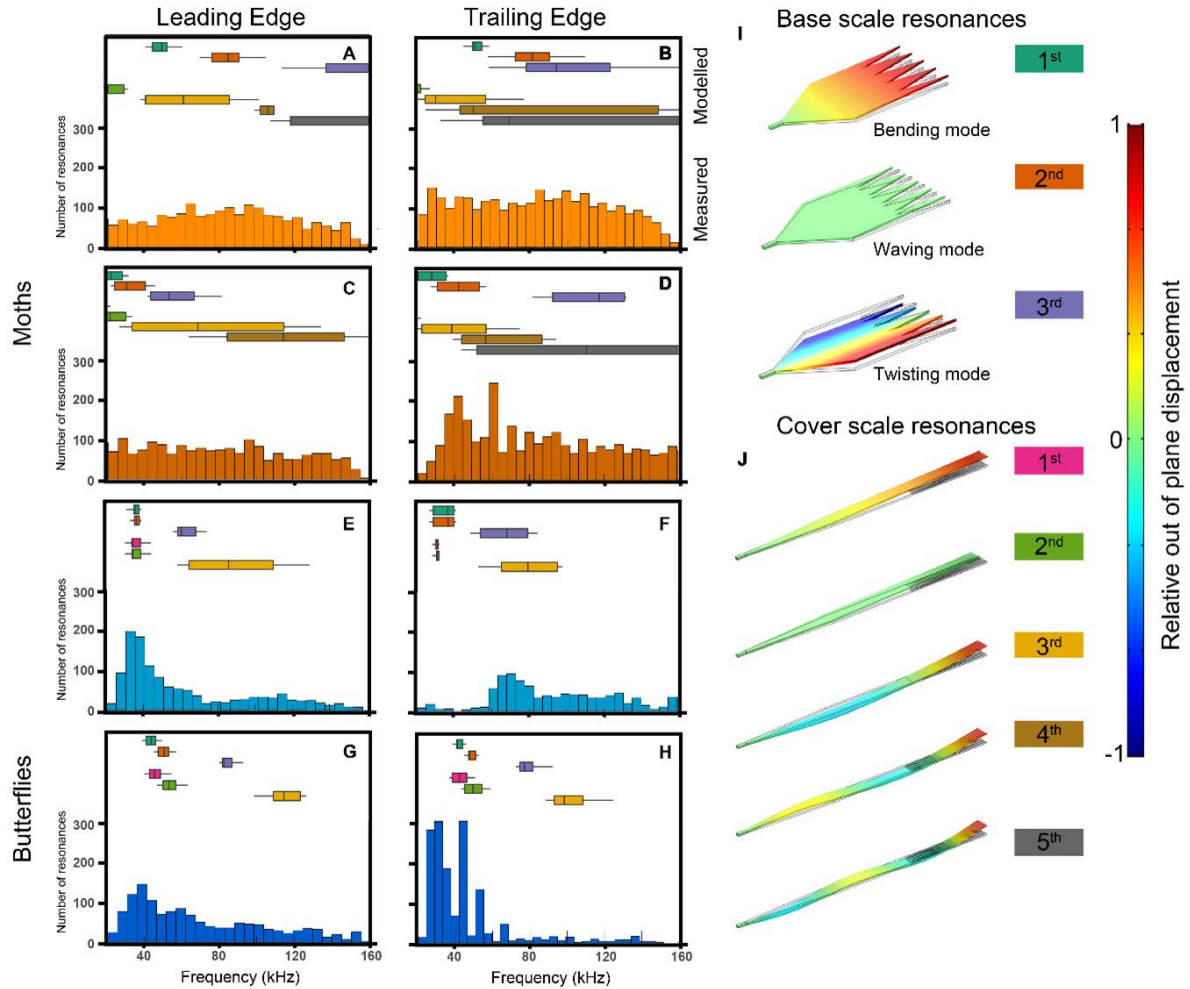 Leading Edge
Trailing Edge
Moths
Butterflies
A
Number of resonances
300
200
100
0
B
Modelled
Measured
C
Number of resonances
300
200
100
0
D
E
Number of resonances
300
200
100
0
F
G
Number of resonances
300
200
100
0
40
80
120
160
Frequency (kHz)
H
40
80
120
160
Frequency (kHz)
I
Base scale resonances
1st
Bending mode
2nd
Waving mode
3rd
Twisting mode
J
Cover scale resonances
1st
2nd
3rd
4th
5th
1
0
-1
Relative out of plane displacement